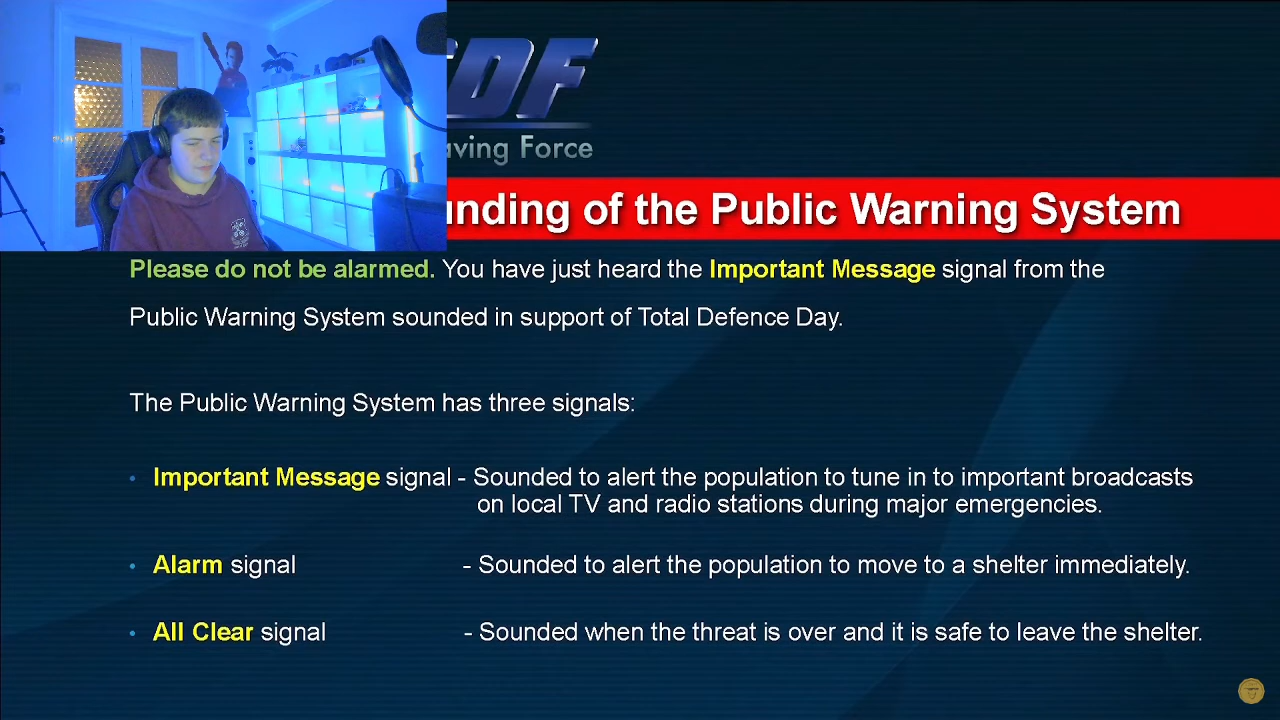 CDF
aving Force
unding of the Public Warning System
Please do not be alarmed. You have just heard the Important Message signal from the
Public Warning System sounded in support of Total Defence Day.
The Public Warning System has three signals:
• Important Message signal - Sounded to alert the population to tune in to important broadcasts
on local TV and radio stations during major emergencies.
• Alarm signal - Sounded to alert the population to move to a shelter immediately.
• All Clear signal - Sounded when the threat is over and it is safe to leave the shelter.